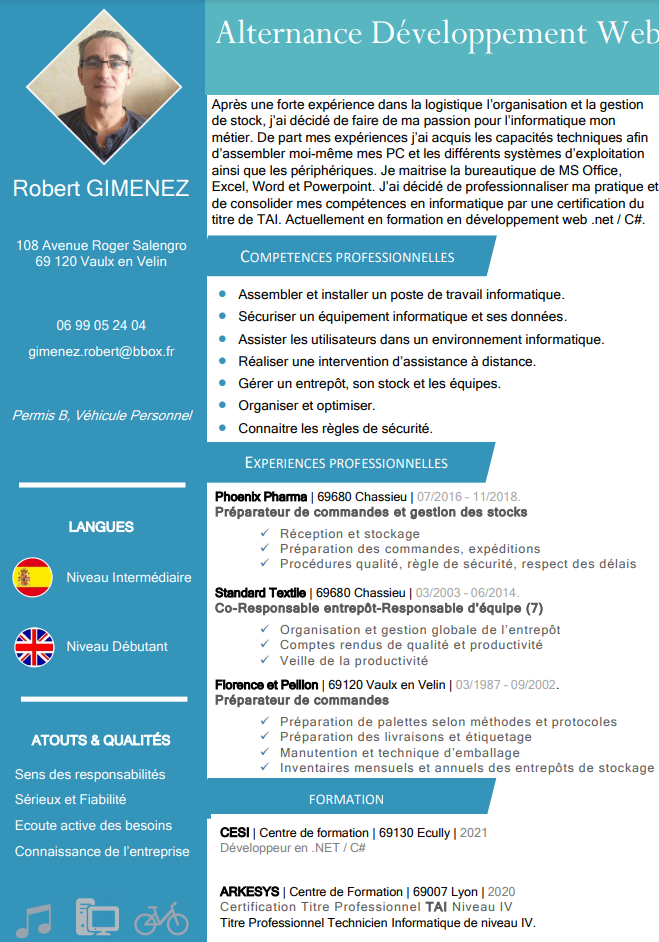 Alternance Développement Web
Robert GIMENEZ
108 Avenue Roger Salengro
69 120 Vaulx en Velin
06 99 05 24 04
gimenez.robert@bbox.fr
Permis B, Véhicule Personnel
LANGUES
Niveau Intermédiaire
Niveau Débutant
ATOUTS & QUALITÉS
Sens des responsabilités
Sérieux et Fiabilité
Ecoute active des besoins
Connaissance de l'entreprise
Après une forte expérience dans la logistique l'organisation et la gestion
de stock, j'ai décidé de faire de ma passion pour l'informatique mon
métier. De part mes expériences j'ai acquis les capacités techniques afin
d'assembler moi-même mes PC et les différents systèmes d'exploitation
ainsi que les périphériques. Je maitrise la bureautique de MS Office,
Excel, Word et Powerpoint. J'ai décidé de professionnaliser ma pratique et
de consolider mes compétences en informatique par une certification du
titre de TAI. Actuellement en formation en développement web .net / C#.
COMPETENCES PROFESSIONNELLES
• Assembler et installer un poste de travail informatique.
• Sécuriser un équipement informatique et ses données.
• Assister les utilisateurs dans un environnement informatique.
• Réaliser une intervention d'assistance à distance.
• Gérer un entrepôt, son stock et les équipes.
• Organiser et optimiser.
• Connaitre les règles de sécurité.
EXPERIENCES PROFESSIONNELLES
Phoenix Pharma | 69680 Chassieu | 07/2016 - 11/2018.
Préparateur de commandes et gestion des stocks
✓ Réception et stockage
✓ Préparation des commandes, expéditions
✓ Procédures qualité, règle de sécurité, respect des délais
Standard Textile | 69680 Chassieu | 03/2003 - 06/2014.
Co-Responsable entrepôt-Responsable d'équipe (7)
✓ Organisation et gestion globale de l'entrepôt
✓ Comptes rendus de qualité et productivité
✓ Veille de la productivité
Florence et Peillon | 69120 Vaulx en Velin | 03/1987 - 09/2002.
Préparateur de commandes
✓ Préparation de palettes selon méthodes et protocoles
✓ Préparation des livraisons et étiquetage
✓ Manutention et technique d'emballage
✓ Inventaires mensuels et annuels des entrepôts de stockage
FORMATION
CESI | Centre de formation | 69130 Ecully | 2021
Développeur en .NET / C#
ARKESYS | Centre de Formation | 69007 Lyon | 2020
Certification Titre Professionnel TAI Niveau IV
Titre Professionnel Technicien Informatique de niveau IV.